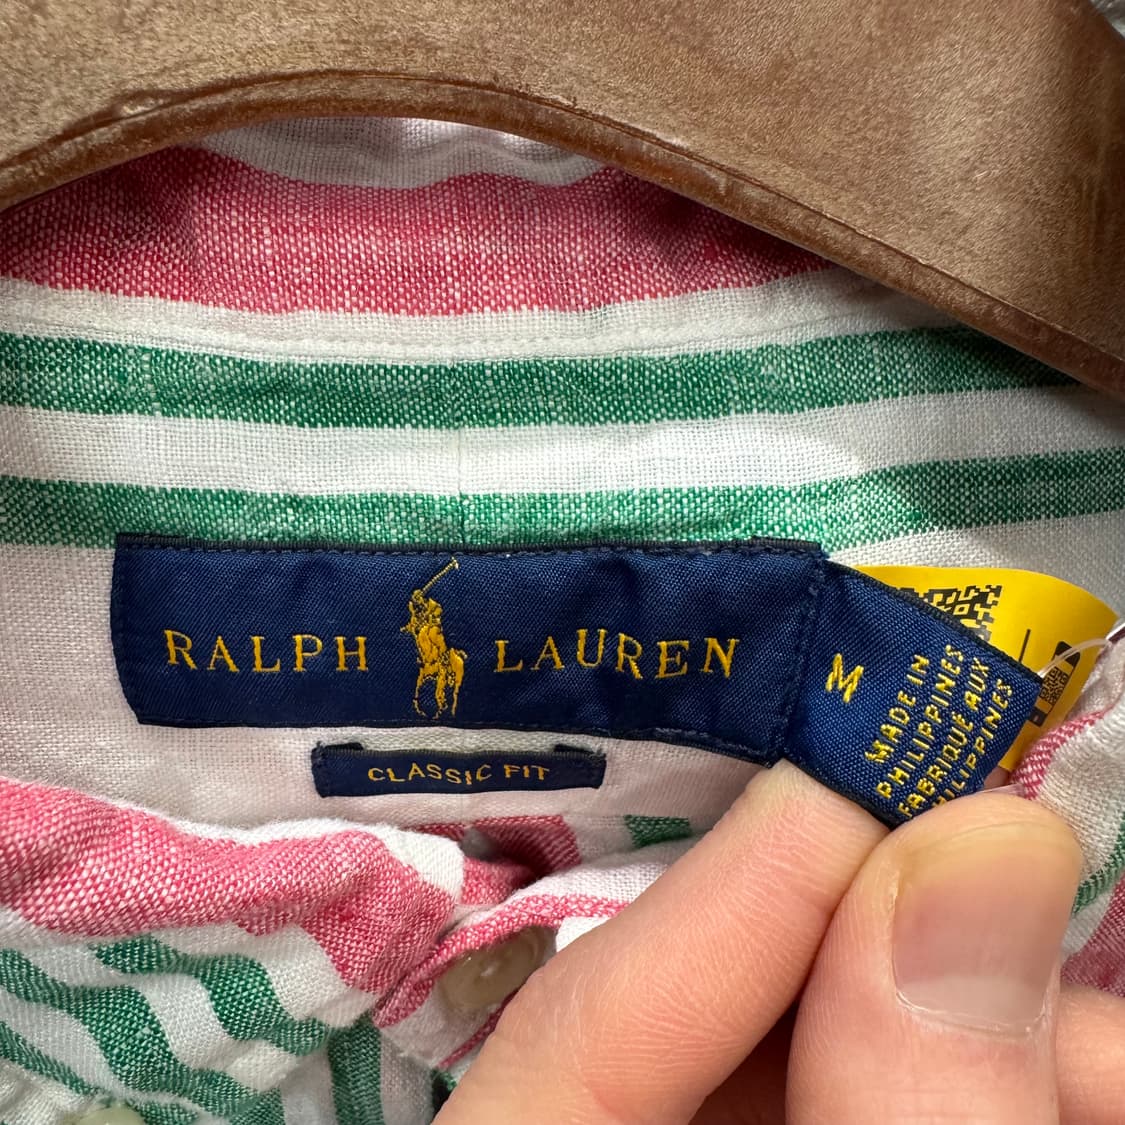 RALPH LAUREN
CLASSIC FIT
M
MADE IN
PHILIPPINES
FABRIQUÉ AUX
PHILIPPINES